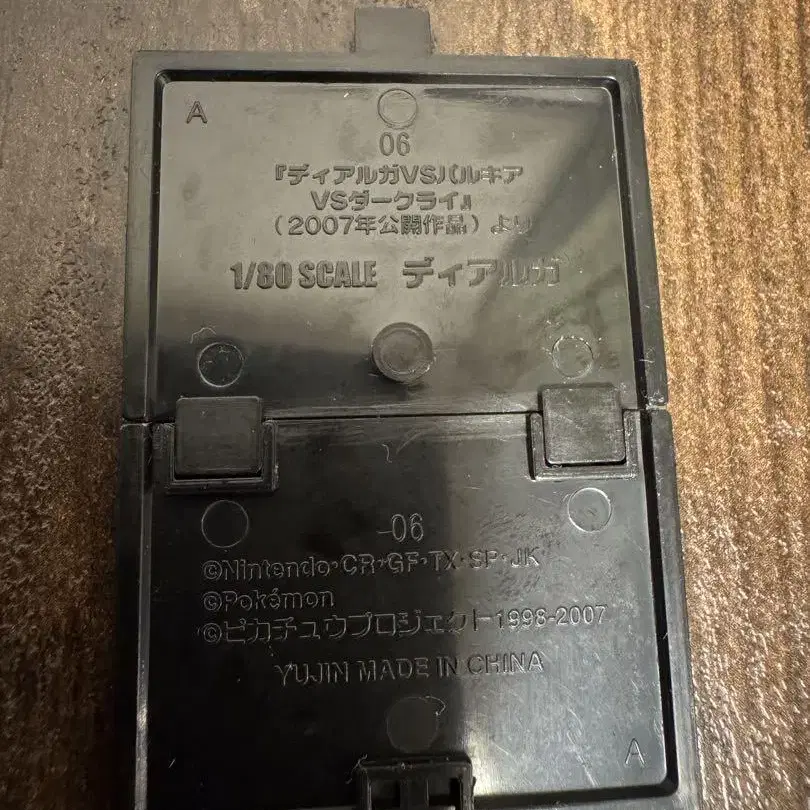 A
06
『ディアルガVSパルキア
VSダークライ』
(2007年公開作品)より
1/80 SCALE ディアルガ
-06
©Nintendo・CR・GF・TX・SP・JK
©Pokémon
©ピカチュウプロジェクト1998-2007
YUJIN MADE IN CHINA
A